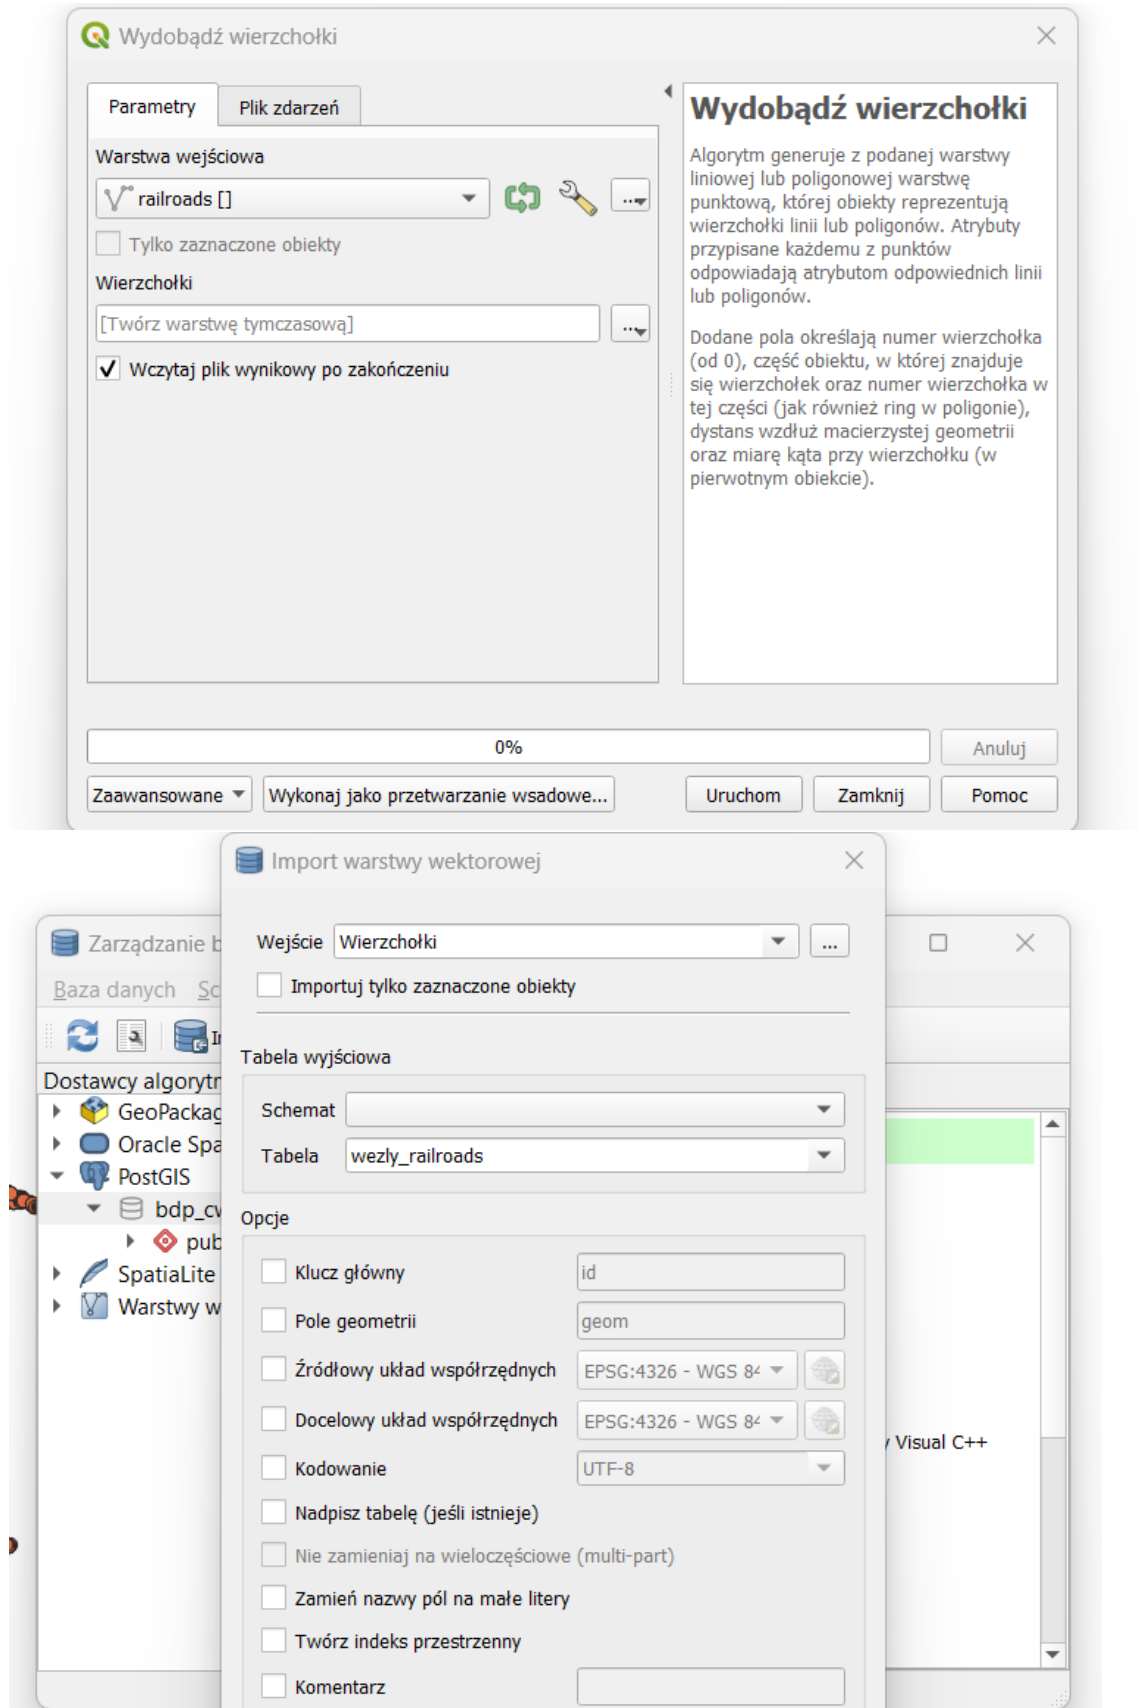 Wydobądź wierzchołki
Parametry
Plik zdarzeń
Warstwa wejściowa
railroads []
...
Tylko zaznaczone obiekty
Wierzchołki
[Twórz warstwę tymczasową]
...
Wczytaj plik wynikowy po zakończeniu
Wydobądź wierzchołki
Algorytm generuje z podanej warstwy
liniowej lub poligonowej warstwę
punktową, której obiekty reprezentują
wierzchołki linii lub poligonów. Atrybuty
przypisane każdemu z punktów
odpowiadają atrybutom odpowiednich linii
lub poligonów.
Dodane pola określają numer wierzchołka
(od 0), część obiektu, w której znajduje
się wierzchołek oraz numer wierzchołka w
tej części (jak również ring w poligonie),
dystans wzdłuż macierzystej geometrii
oraz miarę kąta przy wierzchołku (w
pierwotnym obiekcie).
0%
Anuluj
Zaawansowane
Wykonaj jako przetwarzanie wsadowe...
Uruchom
Zamknij
Pomoc
Import warstwy wektorowej
Zarządzanie b
Baza danych Sc
Dostawcy algorytr
GeoPackag
Oracle Spa
PostGIS
bdp_cw
pub
SpatiaLite
Warstwy w
Wejście Wierzchołki
...
Importuj tylko zaznaczone obiekty
Tabela wyjściowa
Schemat
Tabela wezly_railroads
Opcje
Klucz główny id
Pole geometrii geom
Źródłowy układ współrzędnych EPSG:4326 - WGS 84
Docelowy układ współrzędnych EPSG:4326 - WGS 84
Kodowanie UTF-8
Nadpisz tabelę (jeśli istnieje)
Nie zamieniaj na wieloczęściowe (multi-part)
Zamień nazwy pól na małe litery
Twórz indeks przestrzenny
Komentarz
Visual C++